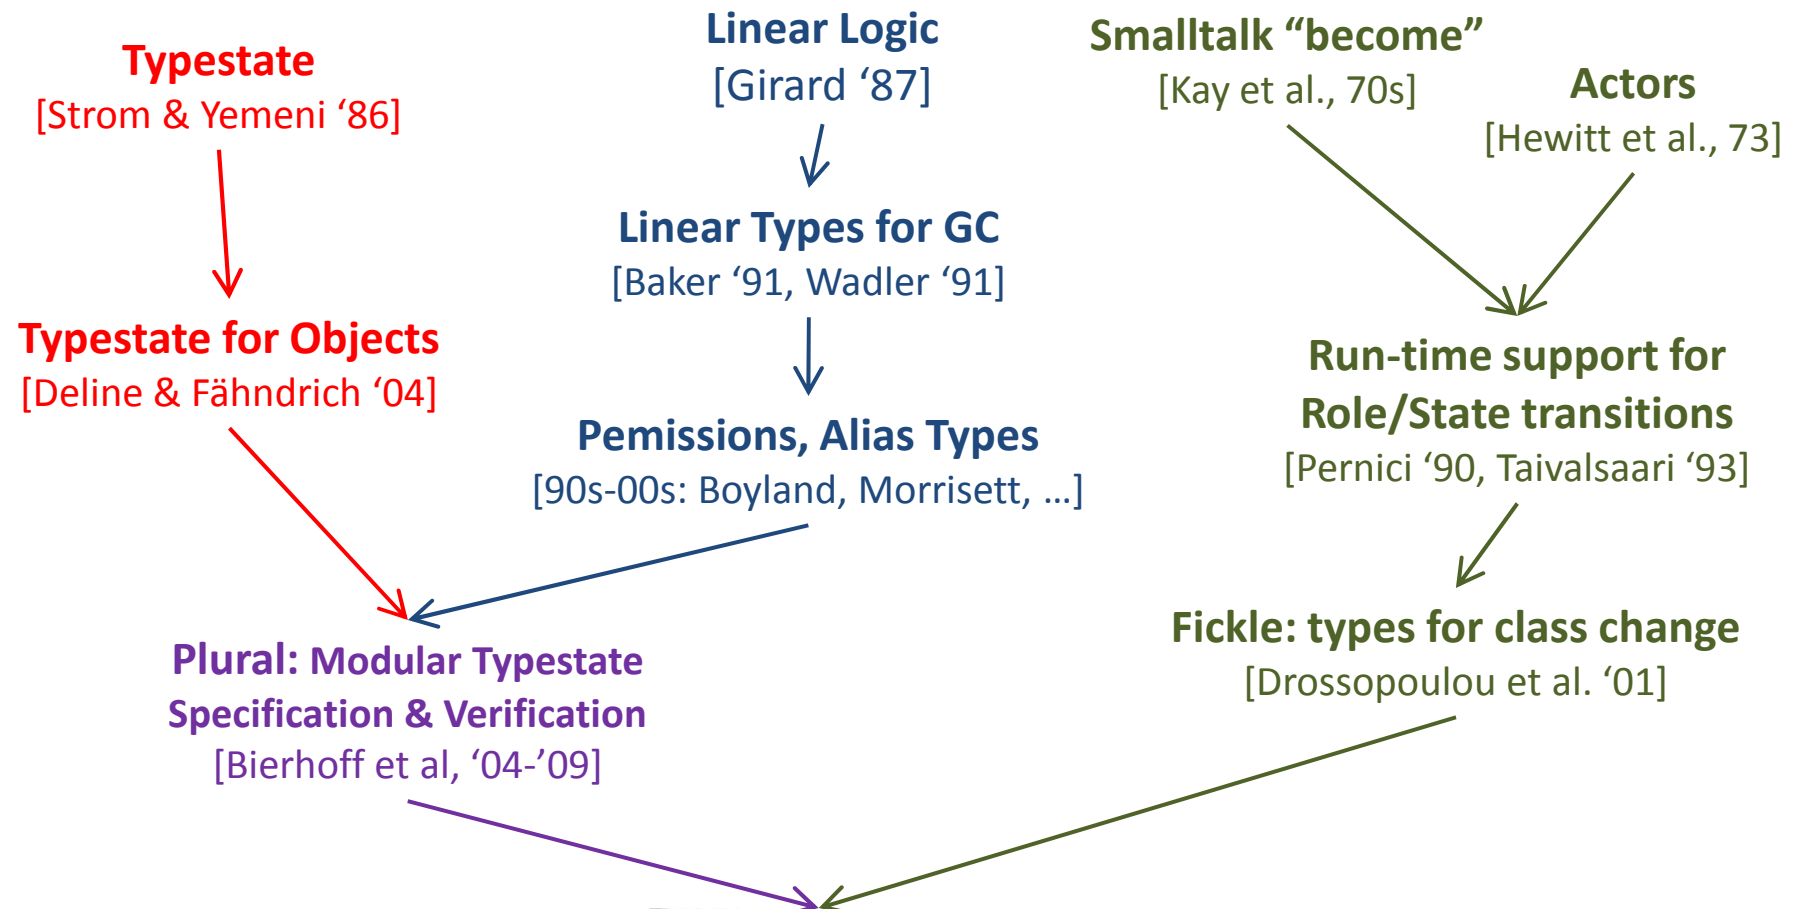 Typestate
[Strom & Yemeni ‘86]
Linear Logic
[Girard ‘87]
Smalltalk “become”
[Kay et al., 70s]
Actors
[Hewitt et al., 73]
Linear Types for GC
[Baker ‘91, Wadler ‘91]
Typestate for Objects
[Deline & Fähndrich ‘04]
Pemissions, Alias Types
[90s-00s: Boyland, Morrisett, …]
Run-time support for
Role/State transitions
[Pernici ‘90, Taivalsaari ‘93]
Plural: Modular Typestate
Specification & Verification
[Bierhoff et al, ‘04-’09]
Fickle: types for class change
[Drossopoulou et al. ‘01]